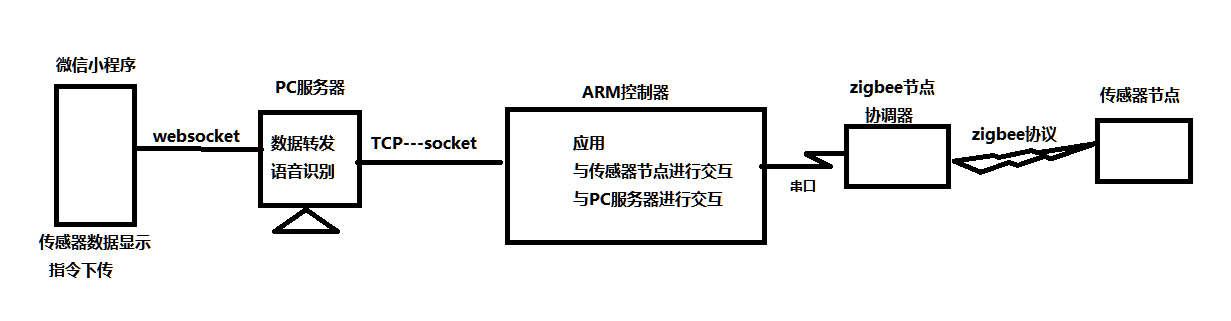 微信小程序
websocket
传感器数据显示
指令下传
PC服务器
数据转发
语音识别
TCP---socket
ARM控制器
应用
与传感器节点进行交互
与PC服务器进行交互
串口
zigbee节点
协调器
zigbee协议
传感器节点